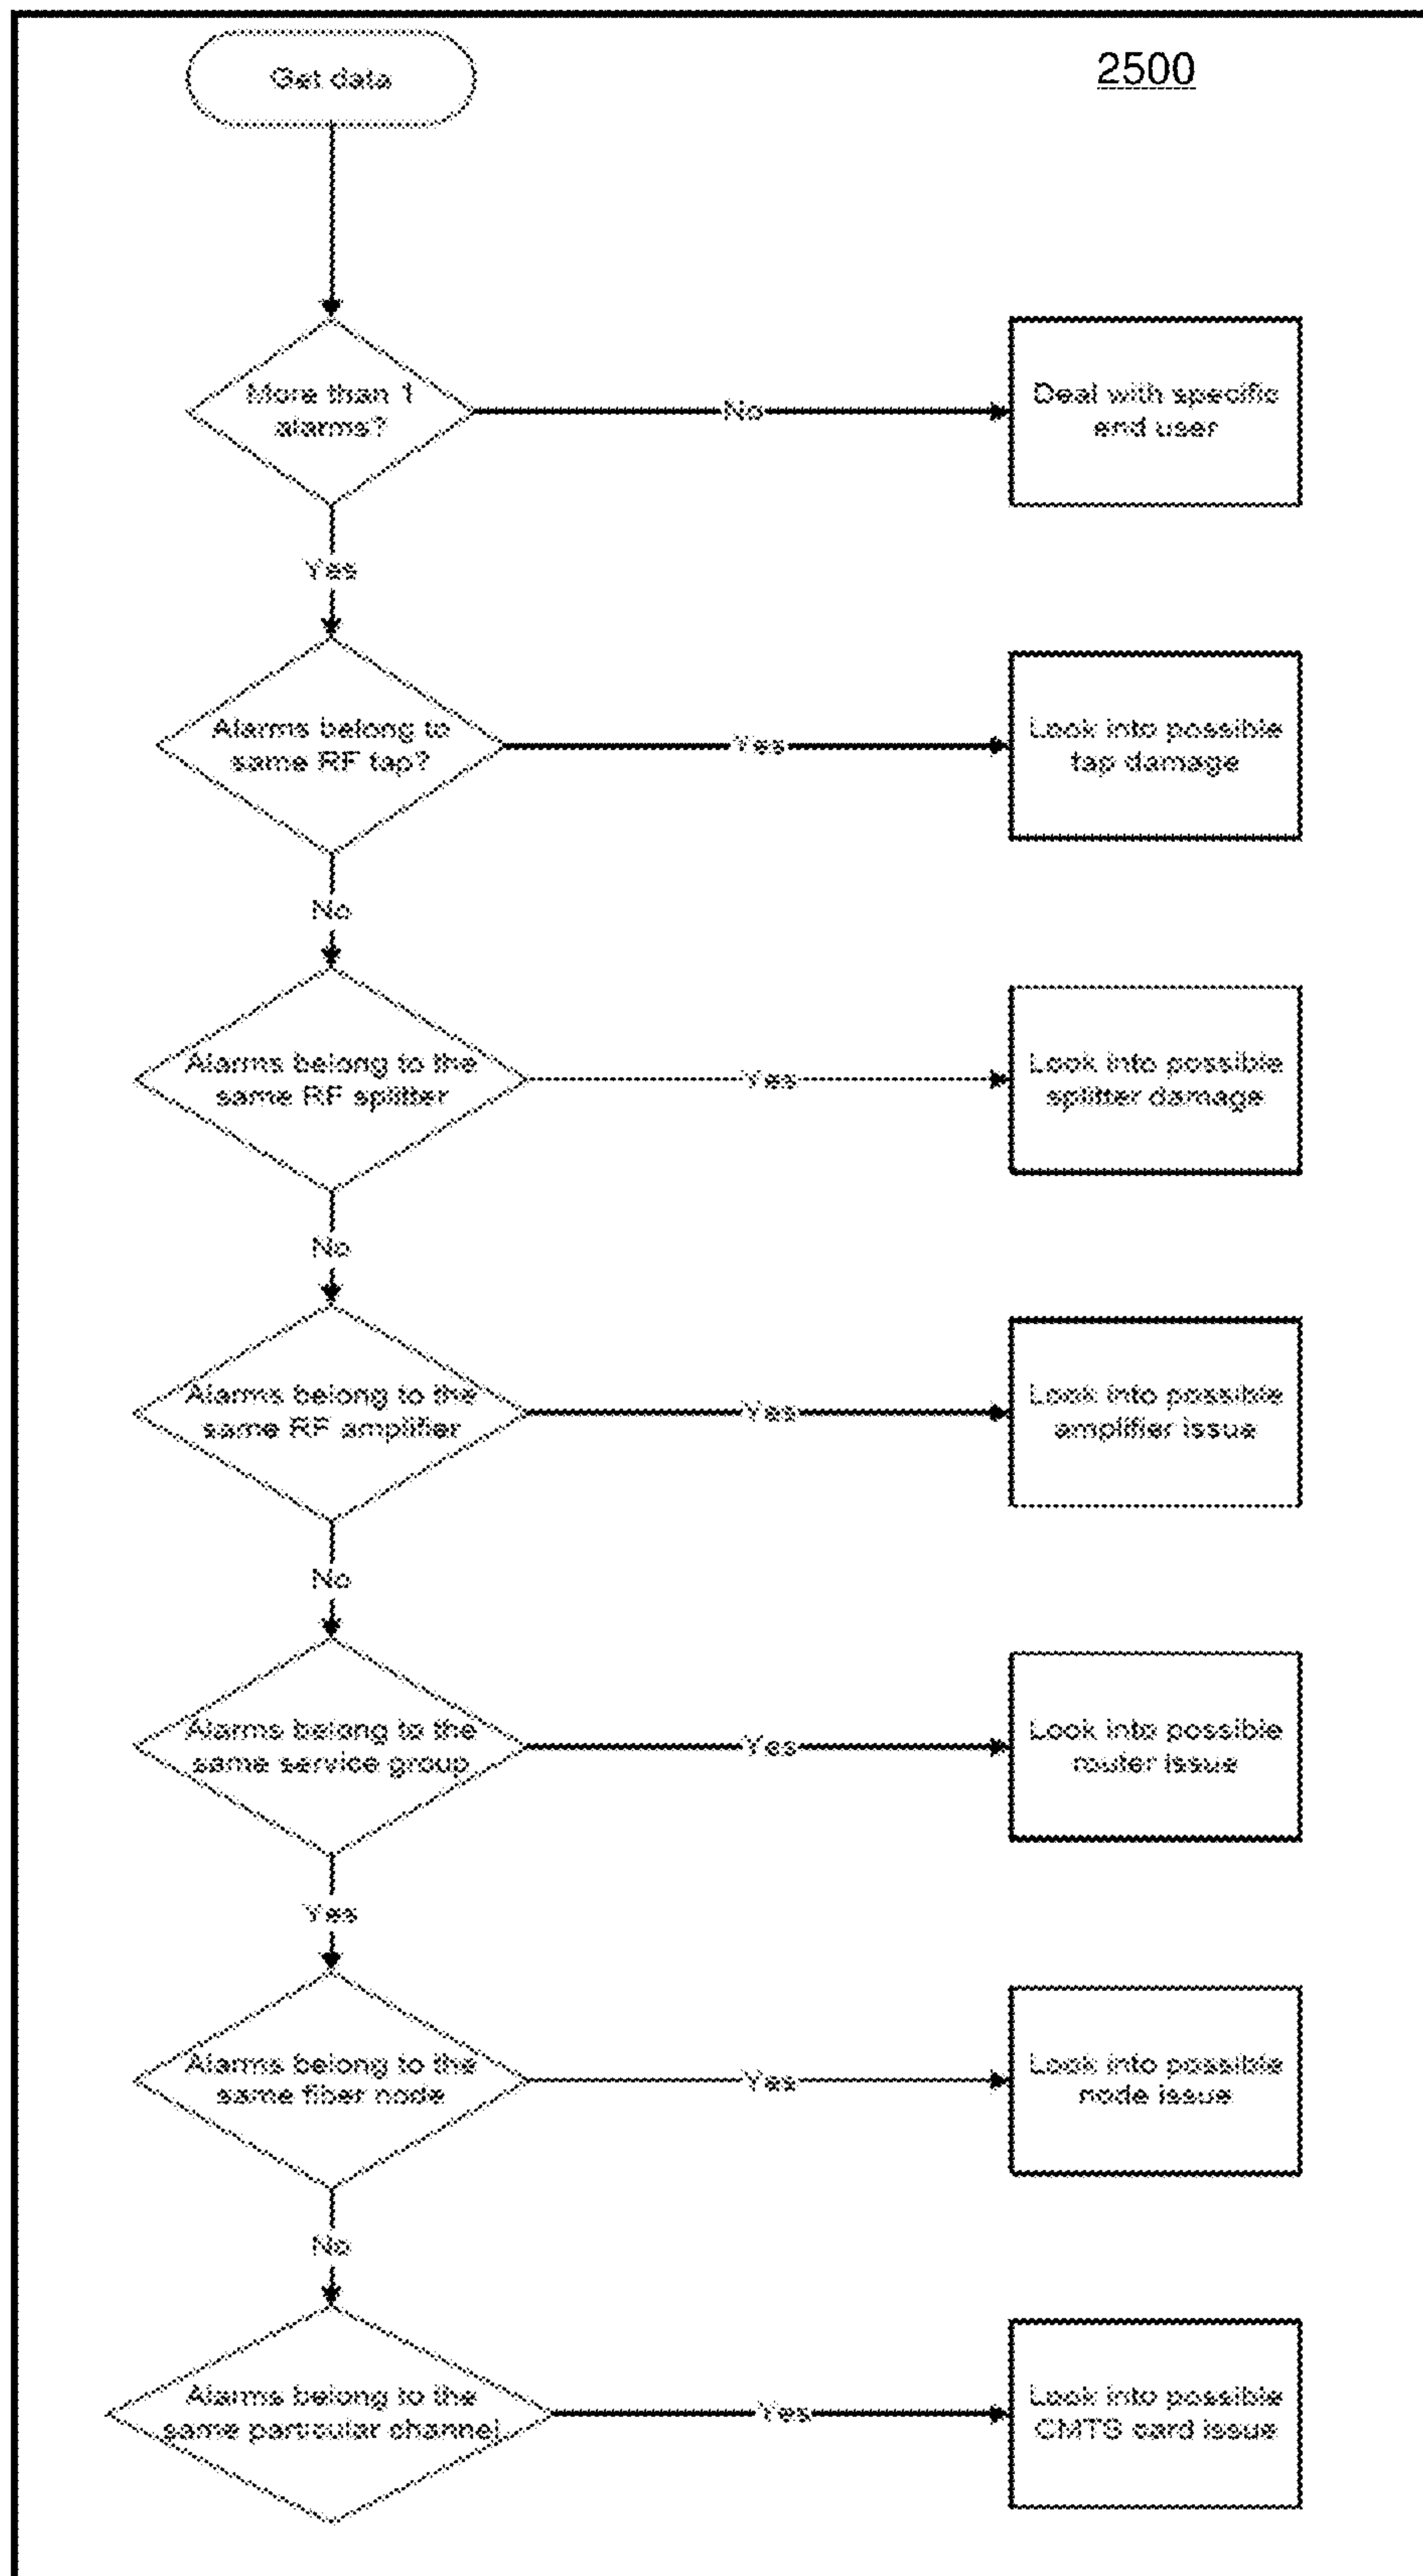 Get data
2500
More than 1
alarms?
No
Deal with specific
end user
Yes
Alarms belong to
same RF tap?
Yes
Look into possible
tap damage
No
Alarms belong to the
same RF splitter
Yes
Look into possible
splitter damage
No
Alarms belong to the
same RF amplifier
Yes
Look into possible
amplifier issue
No
Alarms belong to the
same service group
Yes
Look into possible
router issue
Yes
Alarms belong to the
same fiber node
Yes
Look into possible
node issue
No
Alarms belong to the
same particular channel
Yes
Look into possible
CMTS card issue